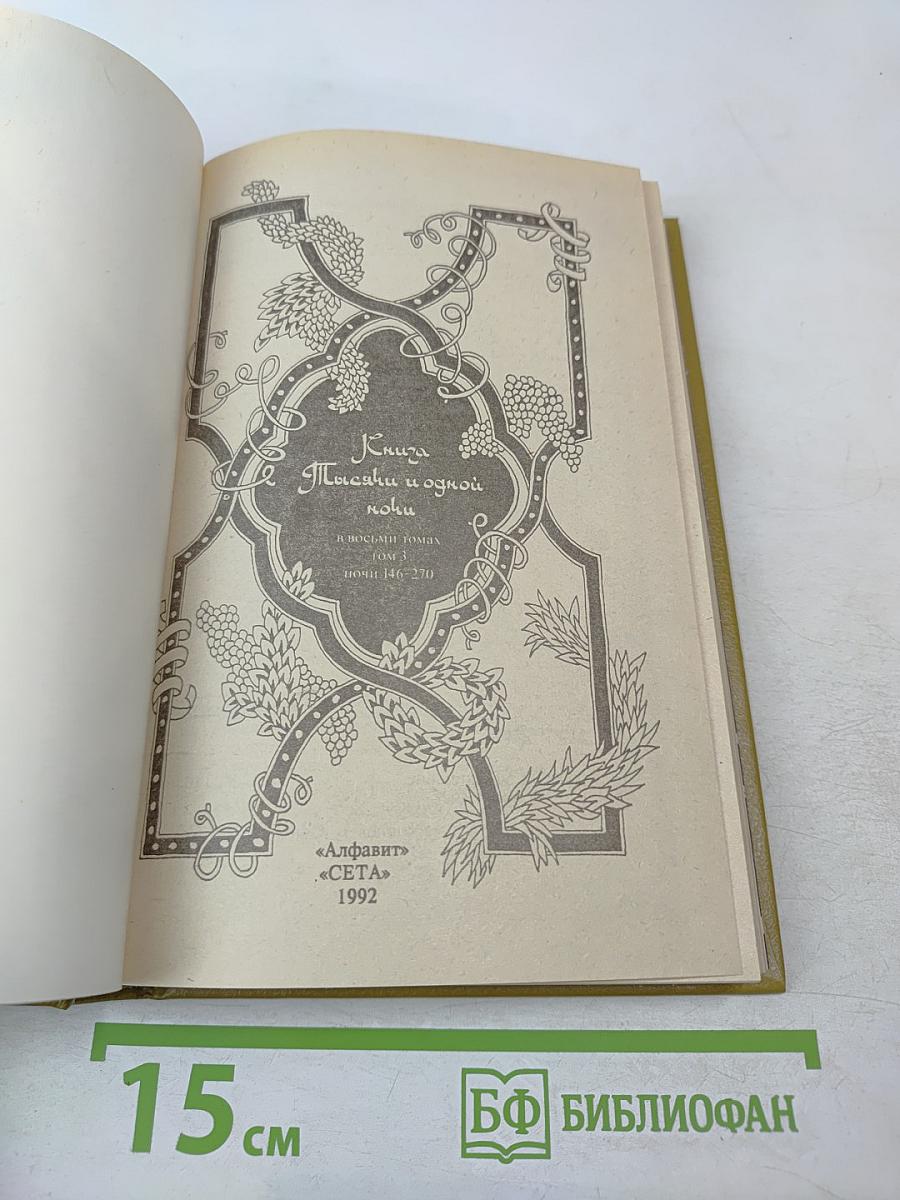 Книга
Тысячи и одной
ночи
в восьми томах
том 3
ночи 146–270
«Алфавит»
«СЕТА»
1992
15 см
БФ БИБЛИОФАН